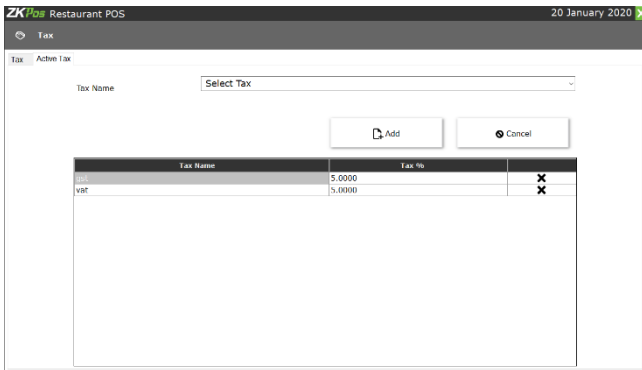 ZKPos Restaurant POS 20 January 2020
Tax
Tax Active Tax
Tax Name Select Tax
Add Cancel
Tax Name Tax %
gst 5.0000
vat 5.0000